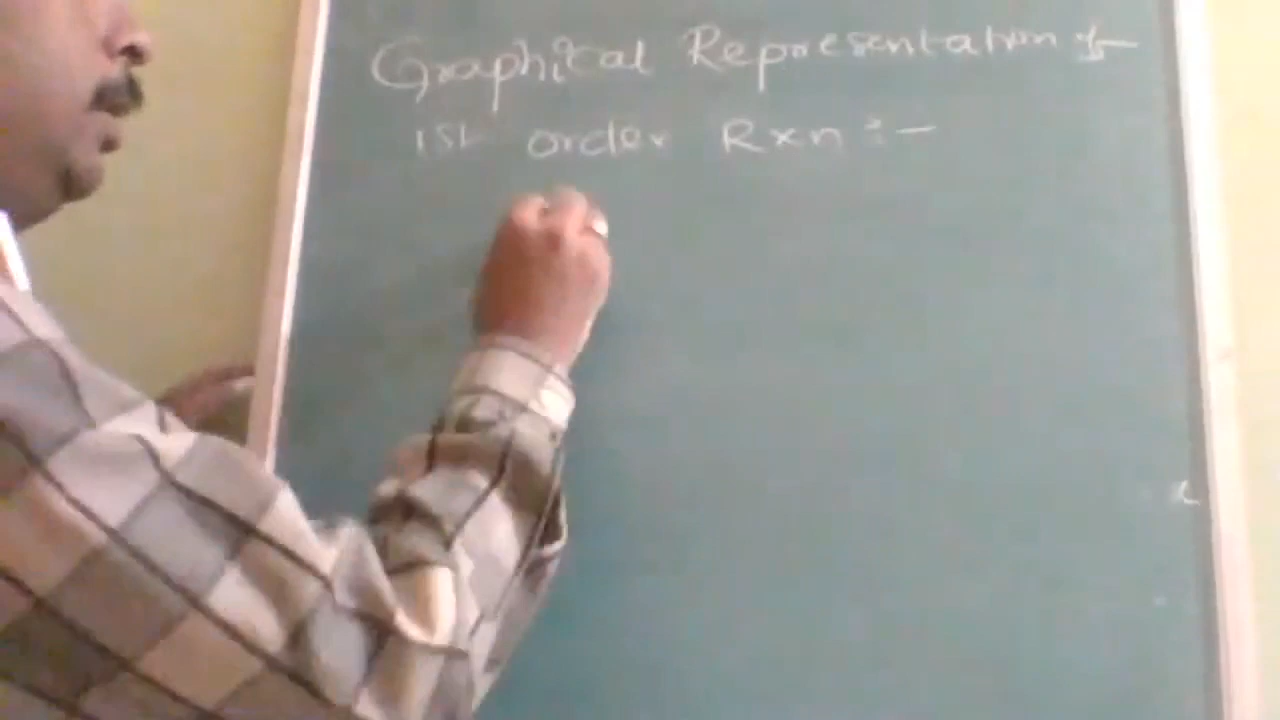 Graphical Representation of
1st order Rxn :-